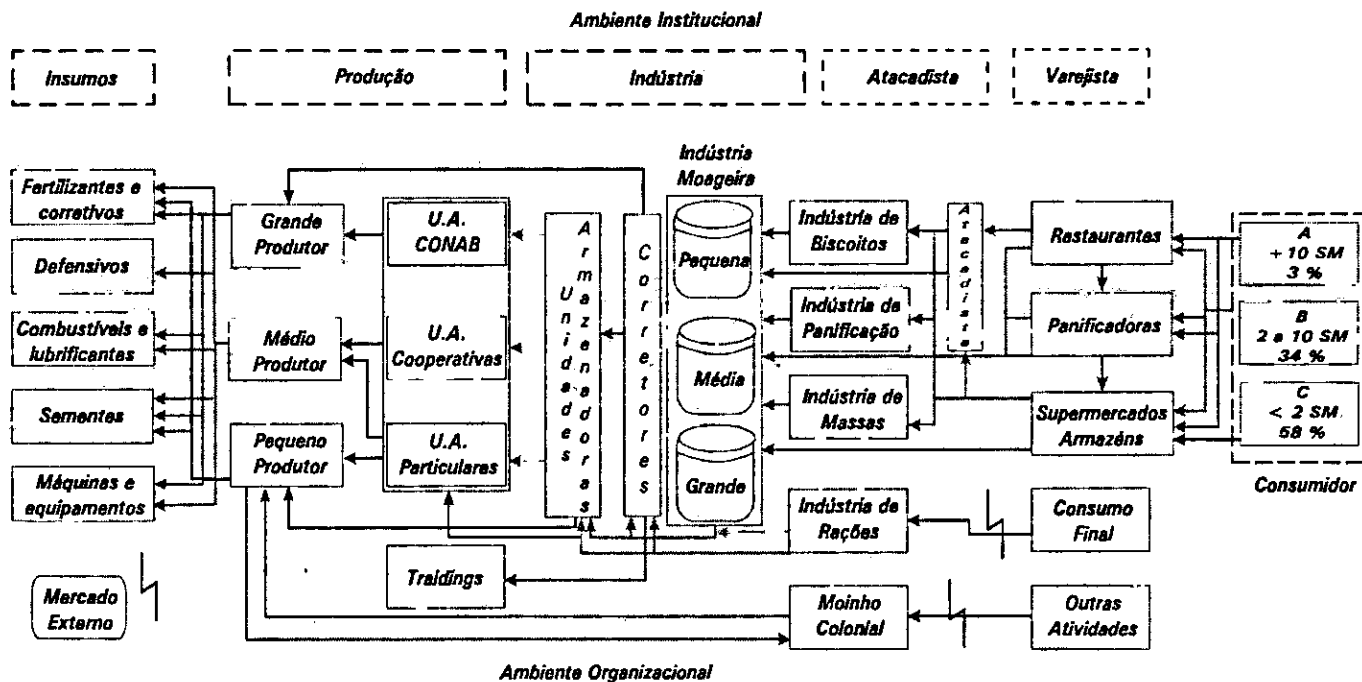 Ambiente Institucional
Insumos
Produção
Indústria
Atacadista
Varejista
Fertilizantes e
corretivos
Defensivos
Combustíveis e
lubrificantes
Sementes
Máquinas e
equipamentos
Mercado
Externo
Grande
Produtor
Médio
Produtor
Pequeno
Produtor
U.A.
CONAB
U.A.
Cooperativas
U.A.
Particulares
Traldings
Unidades
Armazenadoras
Corretores
Indústria
Moageira
Pequena
Média
Grande
Indústria de
Biscoitos
Indústria de
Panificação
Indústria de
Massas
Indústria de
Rações
Moinho
Colonial
Atacadista
Restaurantes
Panificadoras
Supermercados
Armazéns
Consumo
Final
Outras
Atividades
A
+10 SM
3 %
B
2 a 10 SM
34 %
C
< 2 SM
58 %
Consumidor
Ambiente Organizacional